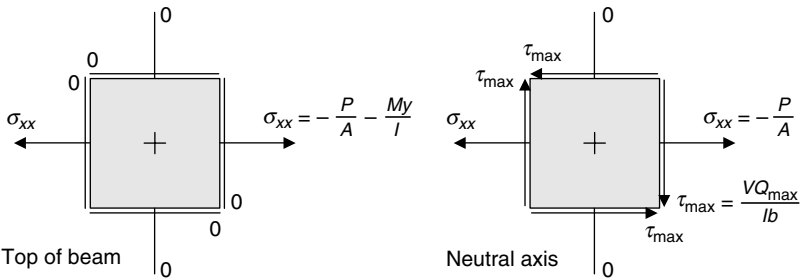 0
0
0
σxx
σxx = − P/A − My/I
0
0
Top of beam
0
0
τmax
τmax
σxx
σxx = − P/A
τmax = VQmax/Ib
τmax
Neutral axis
0